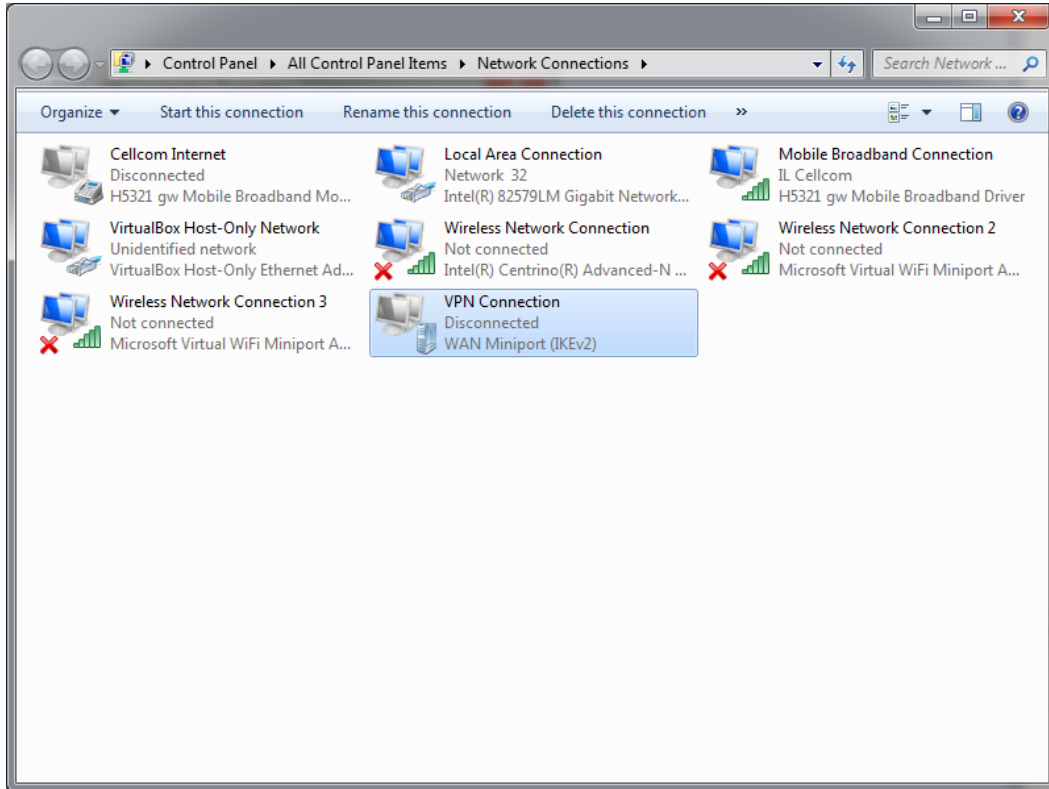 Control Panel ▸ All Control Panel Items ▸ Network Connections ▸
Search Network ...
Organize Start this connection Rename this connection Delete this connection »
Cellcom Internet
Disconnected
H5321 gw Mobile Broadband Mo...
Local Area Connection
Network 32
Intel(R) 82579LM Gigabit Network...
Mobile Broadband Connection
IL Cellcom
H5321 gw Mobile Broadband Driver
VirtualBox Host-Only Network
Unidentified network
VirtualBox Host-Only Ethernet Ad...
Wireless Network Connection
Not connected
Intel(R) Centrino(R) Advanced-N ...
Wireless Network Connection 2
Not connected
Microsoft Virtual WiFi Miniport A...
Wireless Network Connection 3
Not connected
Microsoft Virtual WiFi Miniport A...
VPN Connection
Disconnected
WAN Miniport (IKEv2)